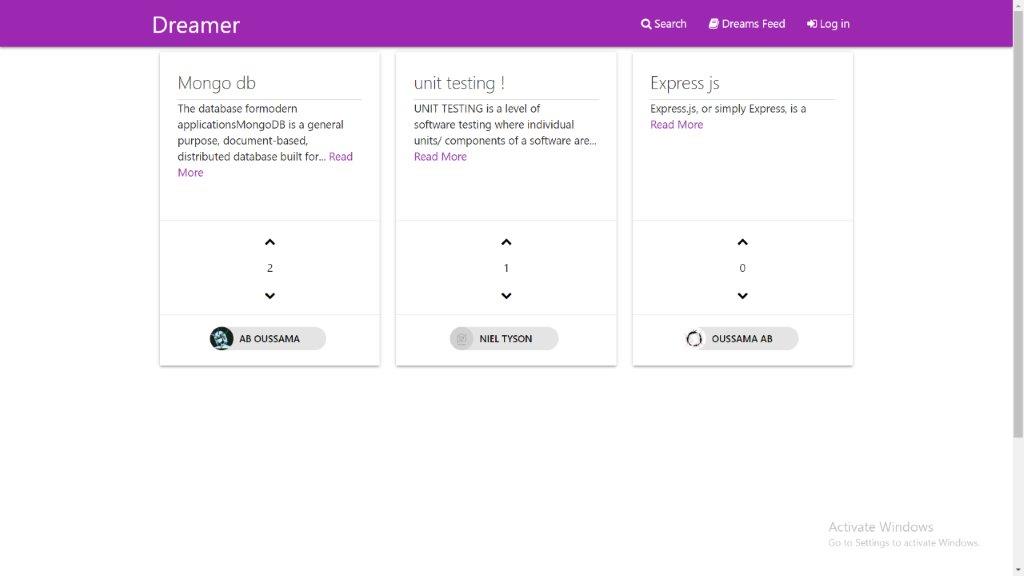 Dreamer
Search
Dreams Feed
Log in
Mongo db
The database formodern
applicationsMongoDB is a general
purpose, document-based,
distributed database built for... Read
More
2
AB OUSSAMA
unit testing !
UNIT TESTING is a level of
software testing where individual
units/ components of a software are...
Read More
1
NIEL TYSON
Express js
Express.js, or simply Express, is a
Read More
0
OUSSAMA AB
Activate Windows
Go to Settings to activate Windows.